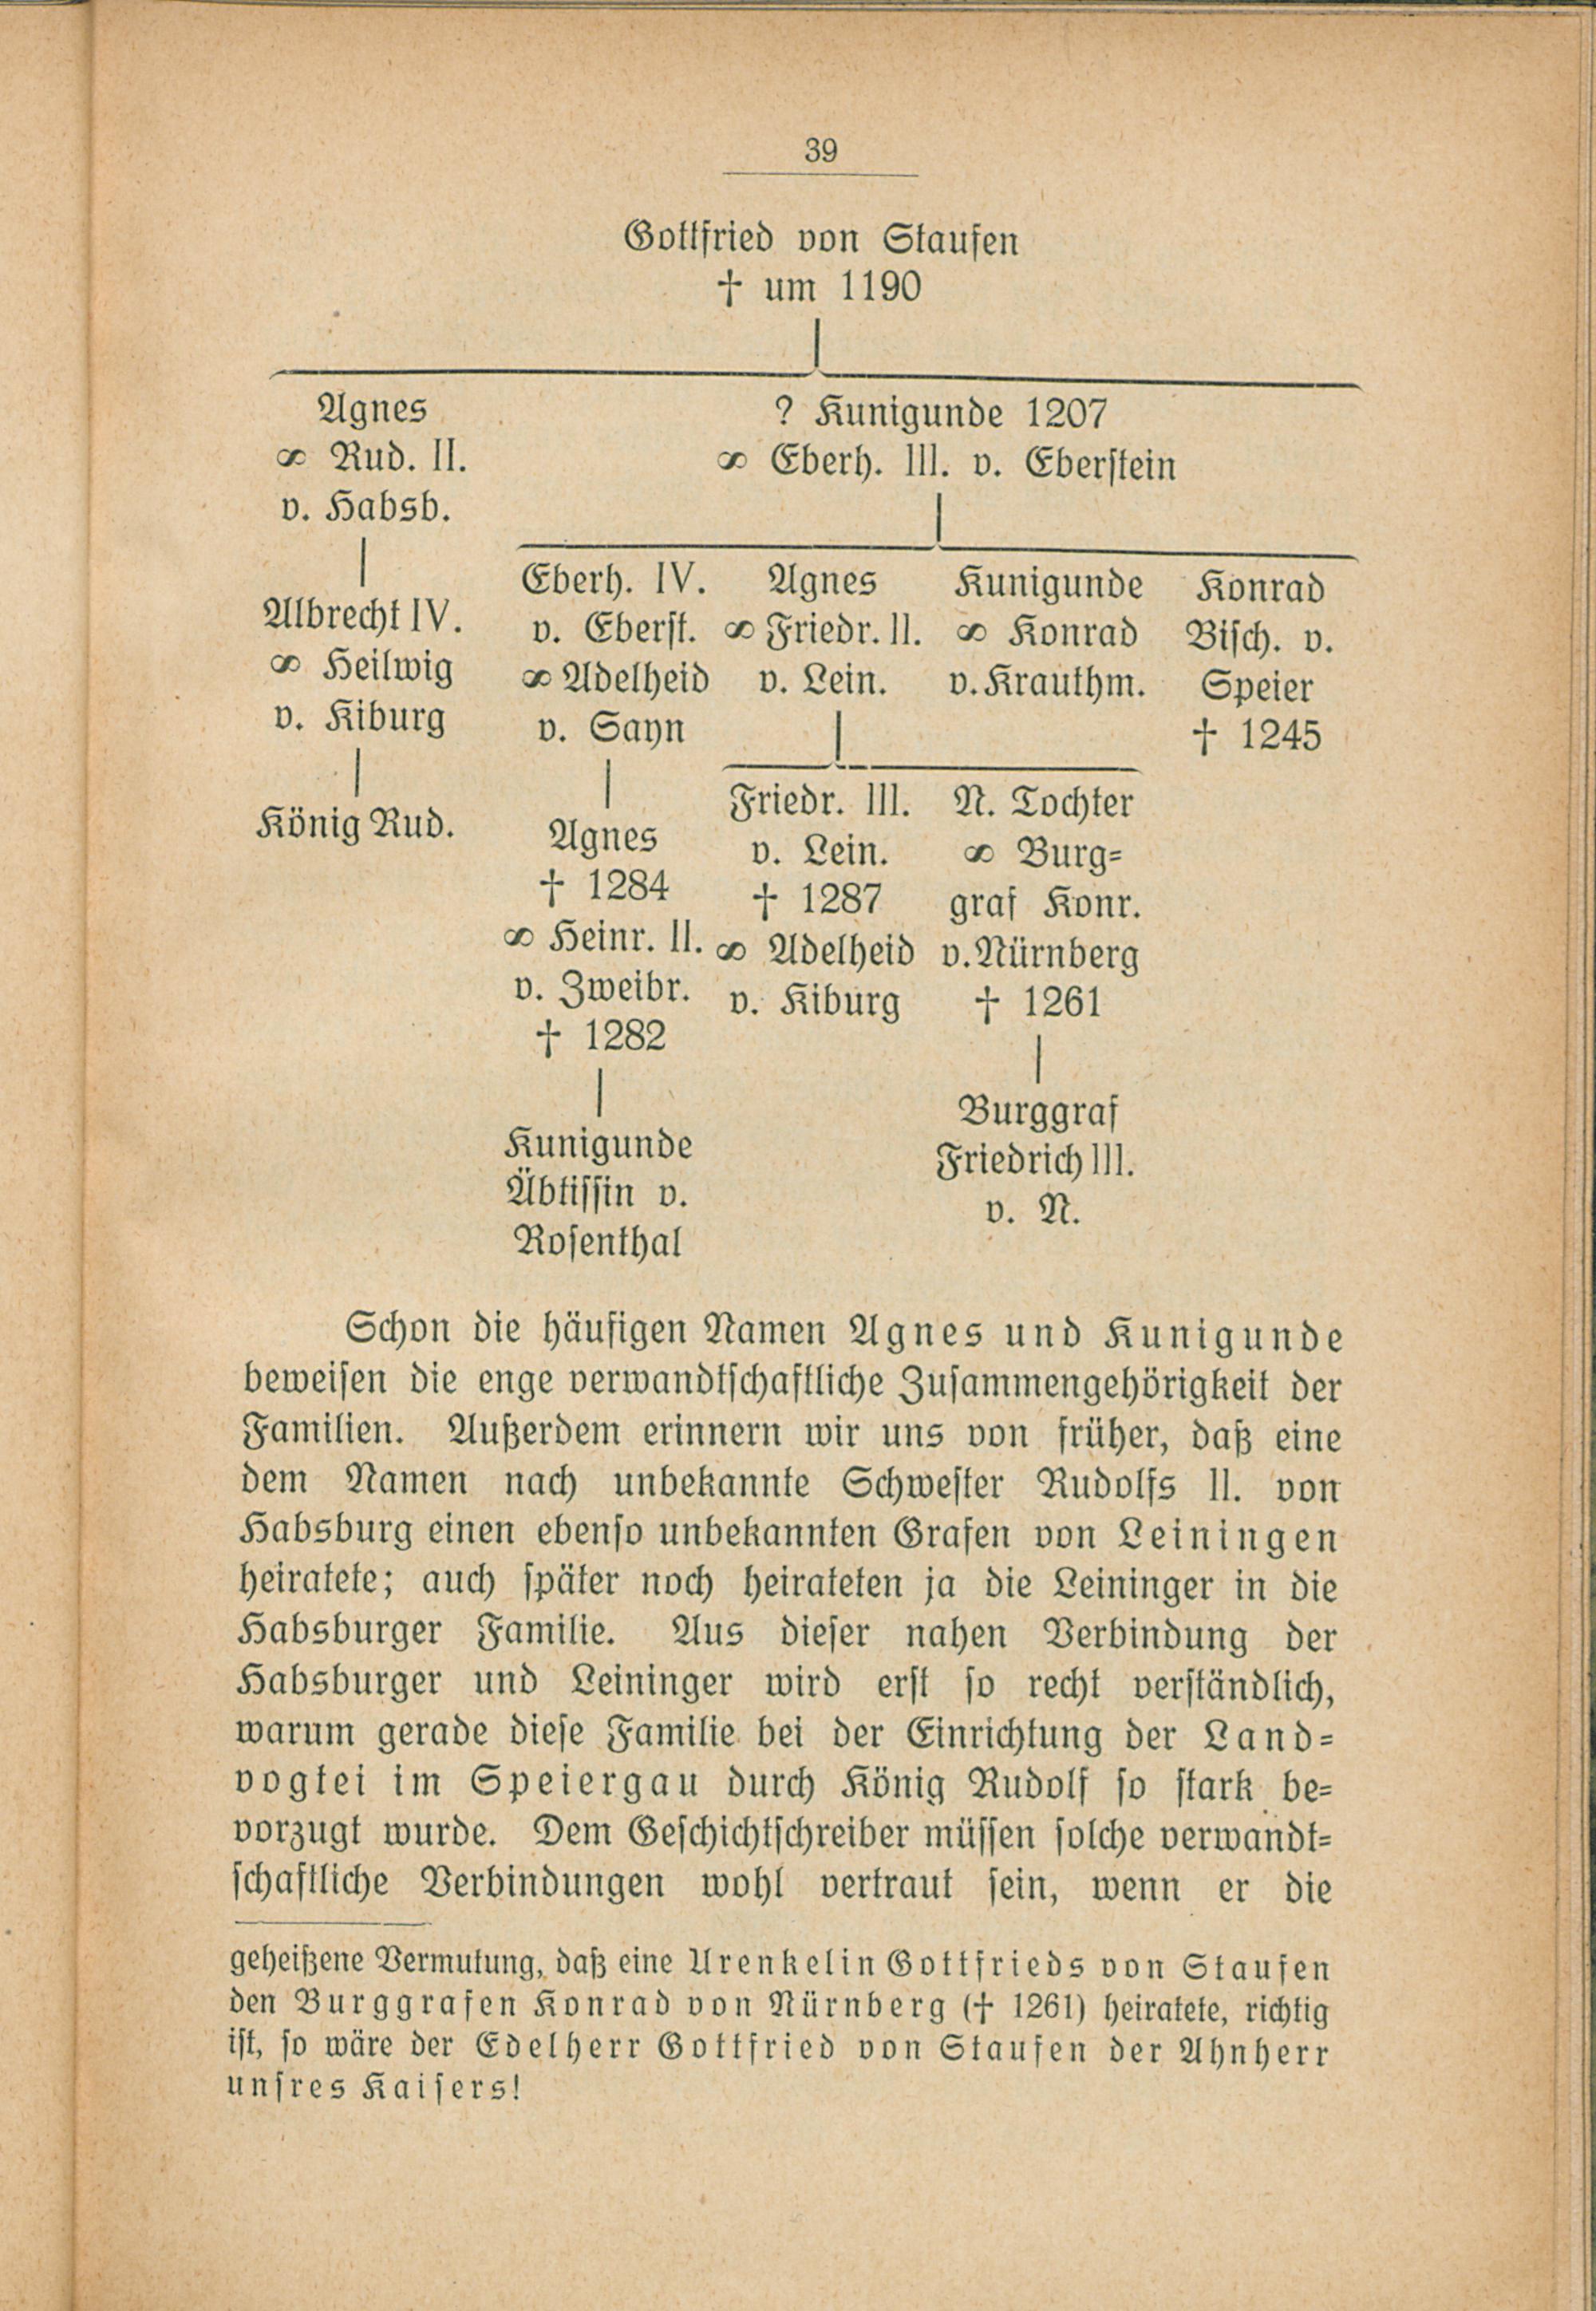 39
Gottfried von Staufen
† um 1190
Agnes
∞ Rud. II.
v. Habsb.
Albrecht IV.
∞ Heilwig
v. Kiburg
König Rud.
? Kunigunde 1207
∞ Eberh. III. v. Eberstein
Eberh. IV.
v. Eberst.
∞ Adelheid
v. Sayn
Agnes
† 1284
∞ Heinr. II.
v. Zweibr.
† 1282
Kunigunde
Äbtissin v.
Rosenthal
Agnes
∞ Friedr. II.
v. Lein.
Friedr. III.
v. Lein.
† 1287
∞ Adelheid
v. Kiburg
N. Tochter
∞ Burg-
graf Konr.
v. Nürnberg
† 1261
Burggraf
Friedrich III.
v. N.
Kunigunde
∞ Konrad
v. Krauthm.
Konrad
Bisch. v.
Speier
† 1245
Schon die häufigen Namen Agnes und Kunigunde
beweisen die enge verwandtschaftliche Zusammengehörigkeit der
Familien. Außerdem erinnern wir uns von früher, daß eine
dem Namen nach unbekannte Schwester Rudolfs II. von
Habsburg einen ebenso unbekannten Grafen von Leiningen
heiratete; auch später noch heirateten ja die Leininger in die
Habsburger Familie. Aus dieser nahen Verbindung der
Habsburger und Leininger wird erst so recht verständlich,
warum gerade diese Familie bei der Einrichtung der Land-
vogtei im Speiergau durch König Rudolf so stark be-
vorzugt wurde. Dem Geschichtschreiber müssen solche verwandt-
schaftliche Verbindungen wohl vertraut sein, wenn er die
geheißene Vermutung, daß eine Urenkelin Gottfrieds von Staufen
den Burggrafen Konrad von Nürnberg († 1261) heiratete, richtig
ist, so wäre der Edelherr Gottfried von Staufen der Ahnherr
unsres Kaisers!